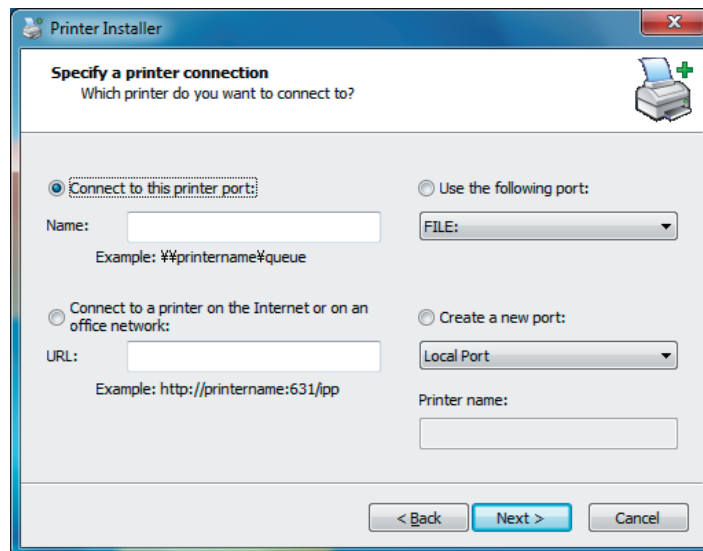 Printer Installer
Specify a printer connection
Which printer do you want to connect to?
Connect to this printer port:
Name:
Example: ¥¥printername¥queue
Connect to a printer on the Internet or on an
office network:
URL:
Example: http://printername:631/ipp
Use the following port:
FILE:
Create a new port:
Local Port
Printer name:
< Back
Next >
Cancel